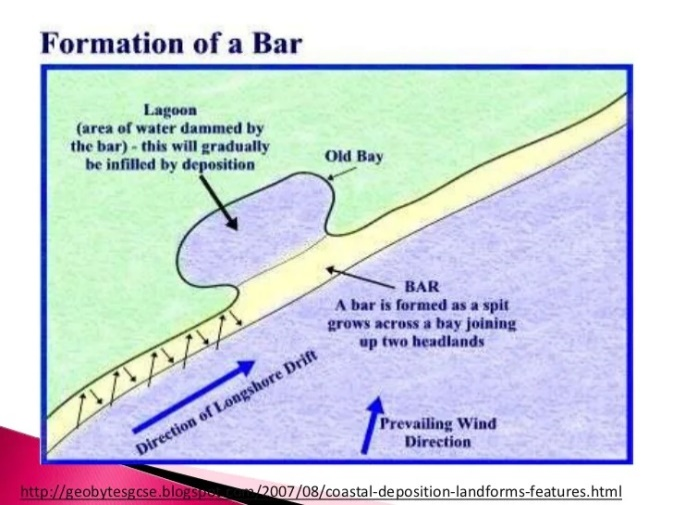 Formation of a Bar
Lagoon
(area of water dammed by
the bar) - this will gradually
be infilled by deposition
Old Bay
BAR
A bar is formed as a spit
grows across a bay joining
up two headlands
Direction of Longshore Drift
Prevailing Wind
Direction
http://geobytesgcse.blogspot.com/2007/08/coastal-deposition-landforms-features.html